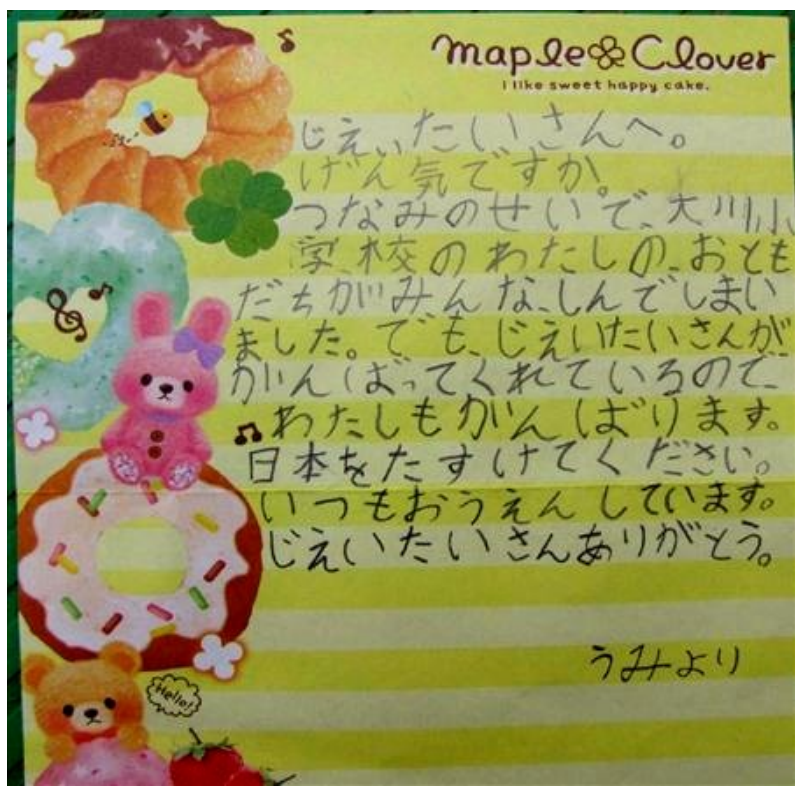 Maple Clover
I like sweet happy cake.
じえいたいさんへ。
げん気ですか。
つなみのせいで、大川小
学校のわたしの、おとも
だちがみんな、しんでしまい
ました。でも、じえいたいさんが
がんばってくれているので、
わたしもがんばります。
日本をたすけてください。
いつもおうえんしています。
じえいたいさんありがとう。
うみより
Hello!